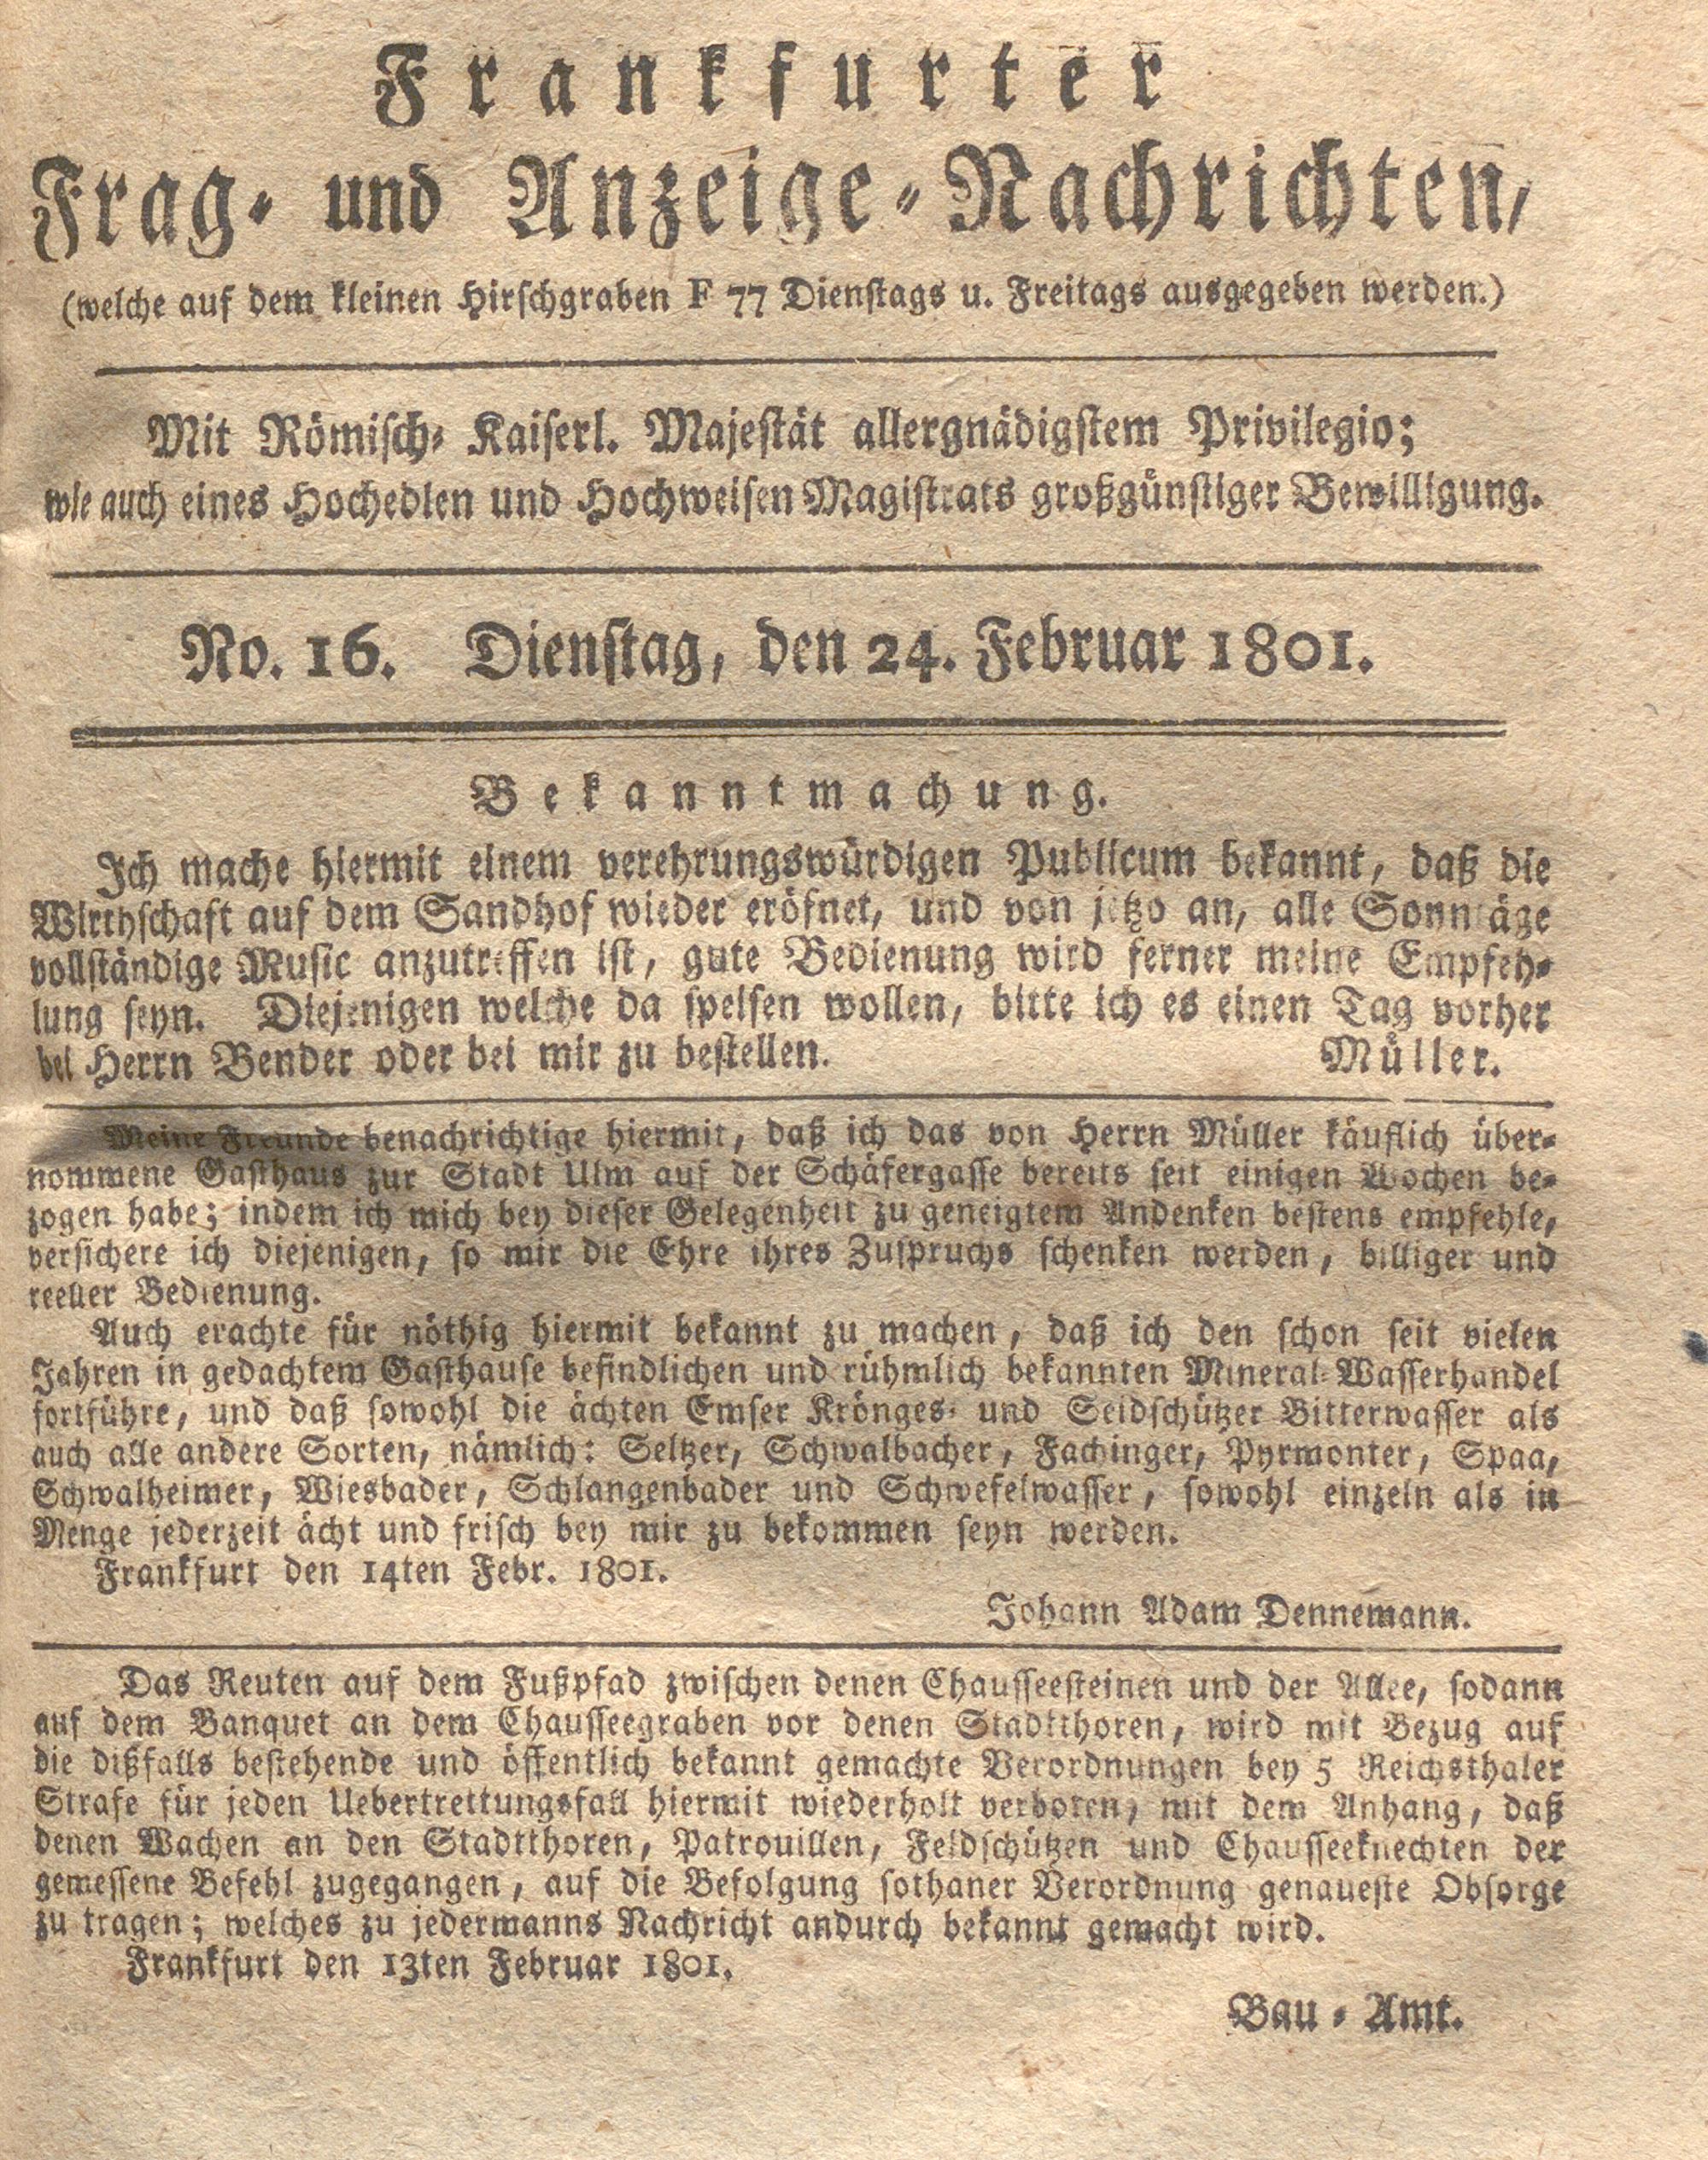 Frankfurter
Frag- und Anzeige-Nachrichten,
(welche auf dem kleinen Hirschgraben F 77 Dienstags u. Freitags ausgegeben werden.)
Mit Römisch- Kaiserl. Majestät allergnädigstem Privilegio;
wie auch eines Hochedlen und Hochweisen Magistrats großgünstiger Bewilligung.
No. 16. Dienstag, den 24. Februar 1801.
Bekanntmachung.
Ich mache hiermit einem verehrungswürdigen Publicum bekannt, daß die
Wirthschaft auf dem Sandhof wieder eröfnet, und von jetzo an, alle Sonntäge
vollständige Music anzutreffen ist, gute Bedienung wird ferner meine Empfeh-
lung seyn. Diejenigen welche da speisen wollen, bitte ich es einen Tag vorher
bei Herrn Bender oder bei mir zu bestellen. Müller.
Meine Freunde benachrichtige hiermit, daß ich das von Herrn Müller käuflich über-
nommene Gasthaus zur Stadt Ulm auf der Schäfergasse bereits seit einigen Wochen be-
zogen habe; indem ich mich bey dieser Gelegenheit zu geneigtem Andenken bestens empfehle,
versichere ich diejenigen, so mir die Ehre ihres Zuspruchs schenken werden, billiger und
reeller Bedienung.
Auch erachte für nöthig hiermit bekannt zu machen, daß ich den schon seit vielen
Jahren in gedachtem Gasthause befindlichen und rühmlich bekannten Mineral-Wasserhandel
fortführe, und daß sowohl die ächten Emser Krönges- und Seidschützer Bitterwasser als
auch alle andere Sorten, nämlich: Seltzer, Schwalbacher, Fachinger, Pyrmonter, Spaa,
Schwalheimer, Wiesbader, Schlangenbader und Schwefelwasser, sowohl einzeln als in
Menge jederzeit ächt und frisch bey mir zu bekommen seyn werden.
Frankfurt den 14ten Febr. 1801.
Johann Adam Dennemann.
Das Reuten auf dem Fußpfad zwischen denen Chausseesteinen und der Allee, sodann
auf dem Banquet an dem Chausseegraben vor denen Stadtthoren, wird mit Bezug auf
die dißfalls bestehende und öffentlich bekannt gemachte Verordnungen bey 5 Reichsthaler
Strafe für jeden Uebertrettungsfall hiermit wiederholt verboten, mit dem Anhang, daß
denen Wachen an den Stadtthoren, Patrouillen, Feldschützen und Chausseeknechten der
gemessene Befehl zugegangen, auf die Befolgung sothaner Verordnung genaueste Obsorge
zu tragen; welches zu jedermanns Nachricht andurch bekannt gemacht wird.
Frankfurt den 13ten Februar 1801.
Bau - Amt.